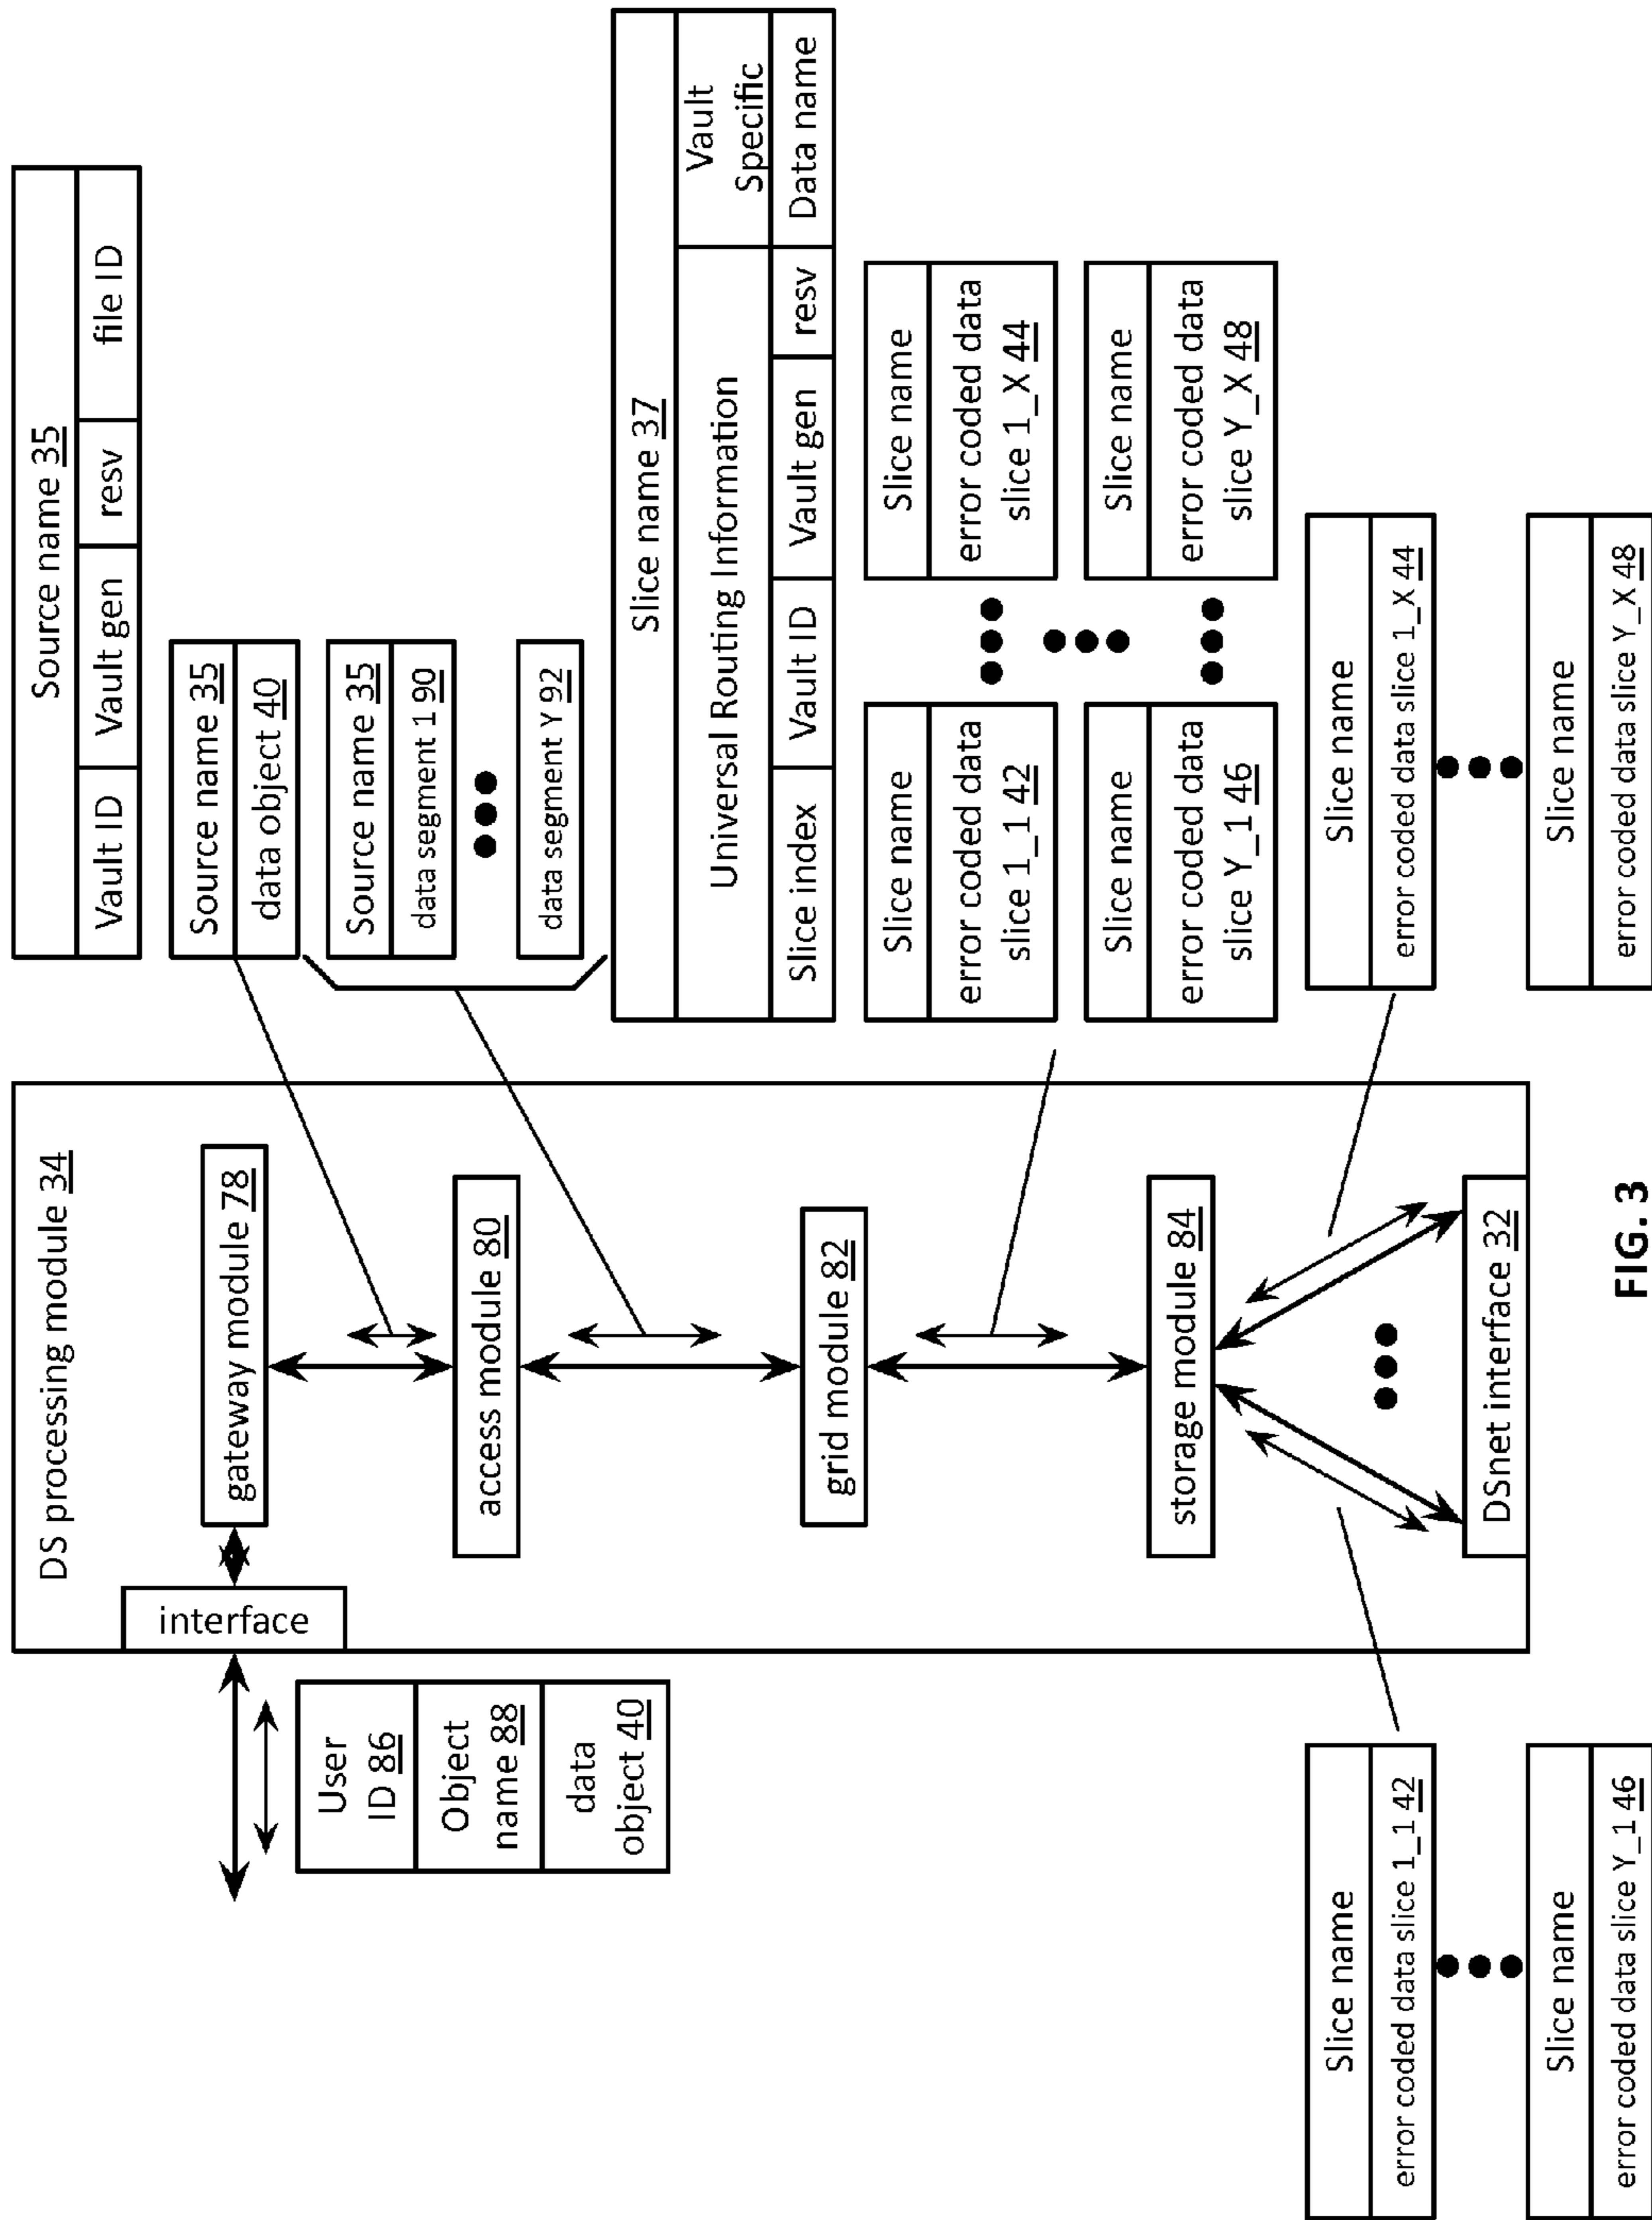 DS processing module 34
interface
gateway module 78
access module 80
grid module 82
storage module 84
DSnet interface 32
User
ID 86
Object
name 88
data
object 40
Source name 35
Vault ID
Vault gen
resv
file ID
Source name 35
data object 40
Source name 35
data segment 1 90
data segment Y 92
Slice name 37
Universal Routing Information
Vault
Specific
Slice index
Vault ID
Vault gen
resv
Data name
Slice name
error coded data
slice 1_1 42
Slice name
error coded data
slice 1_X 44
Slice name
error coded data
slice Y_1 46
Slice name
error coded data
slice Y_X 48
Slice name
error coded data slice 1_1 42
Slice name
error coded data slice Y_1 46
Slice name
error coded data slice 1_X 44
Slice name
error coded data slice Y_X 48
FIG. 3